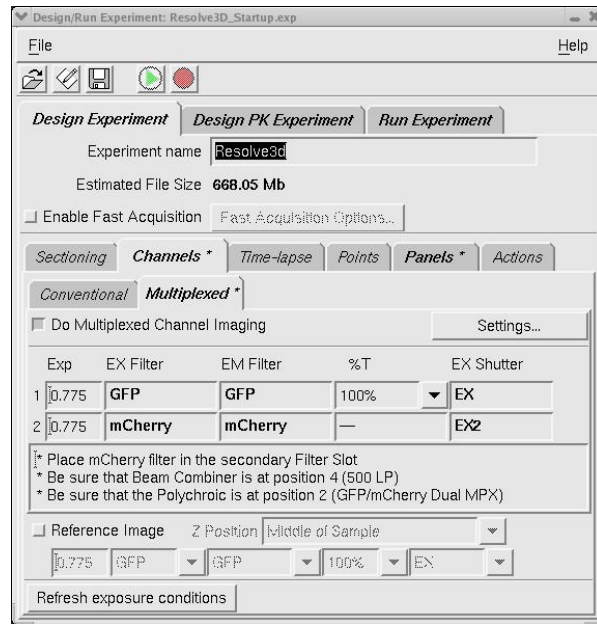 Design/Run Experiment: Resolve3D_Startup.exp
File Help
Design Experiment Design PK Experiment Run Experiment
Experiment name Resolve3d
Estimated File Size 668.05 Mb
Enable Fast Acquisition Fast Acquisition Options...
Sectioning Channels * Time-lapse Points Panels * Actions
Conventional Multiplexed *
Do Multiplexed Channel Imaging Settings...
Exp EX Filter EM Filter %T EX Shutter
1 0.775 GFP GFP 100% EX
2 0.775 mCherry mCherry — EX2
* Place mCherry filter in the secondary Filter Slot
* Be sure that Beam Combiner is at position 4 (500 LP)
* Be sure that the Polychroic is at position 2 (GFP/mCherry Dual MPX)
Reference Image Z Position Middle of Sample
0.775 GFP GFP 100% EX
Refresh exposure conditions